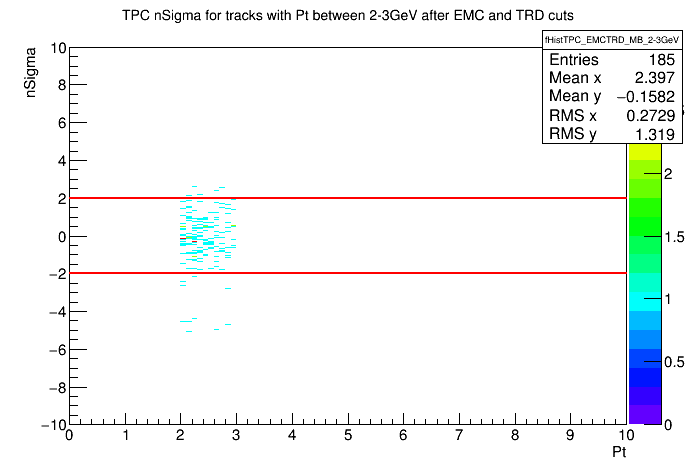 TPC nSigma for tracks with Pt between 2-3GeV after EMC and TRD cuts
fHistTPC_EMCTRD_MB_2-3GeV
Entries 185
Mean x 2.397
Mean y −0.1582
RMS x 0.2729
RMS y 1.319
nSigma
10
8
6
4
2
0
−2
−4
−6
−8
−10
0 1 2 3 4 5 6 7 8 9 10
Pt
2
1.5
1
0.5
0